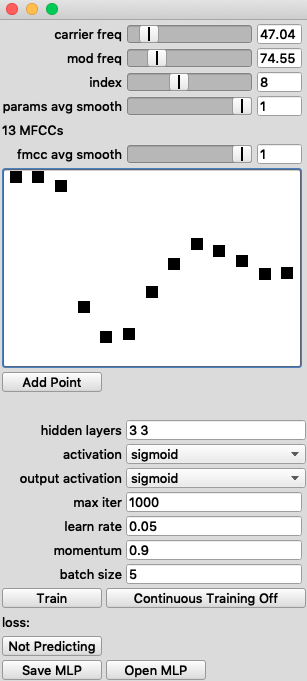 carrier freq 47.04
mod freq 74.55
index 8
params avg smooth 1
13 MFCCs
fmcc avg smooth 1
Add Point
hidden layers 3 3
activation sigmoid
output activation sigmoid
max iter 1000
learn rate 0.05
momentum 0.9
batch size 5
Train Continuous Training Off
loss:
Not Predicting
Save MLP Open MLP